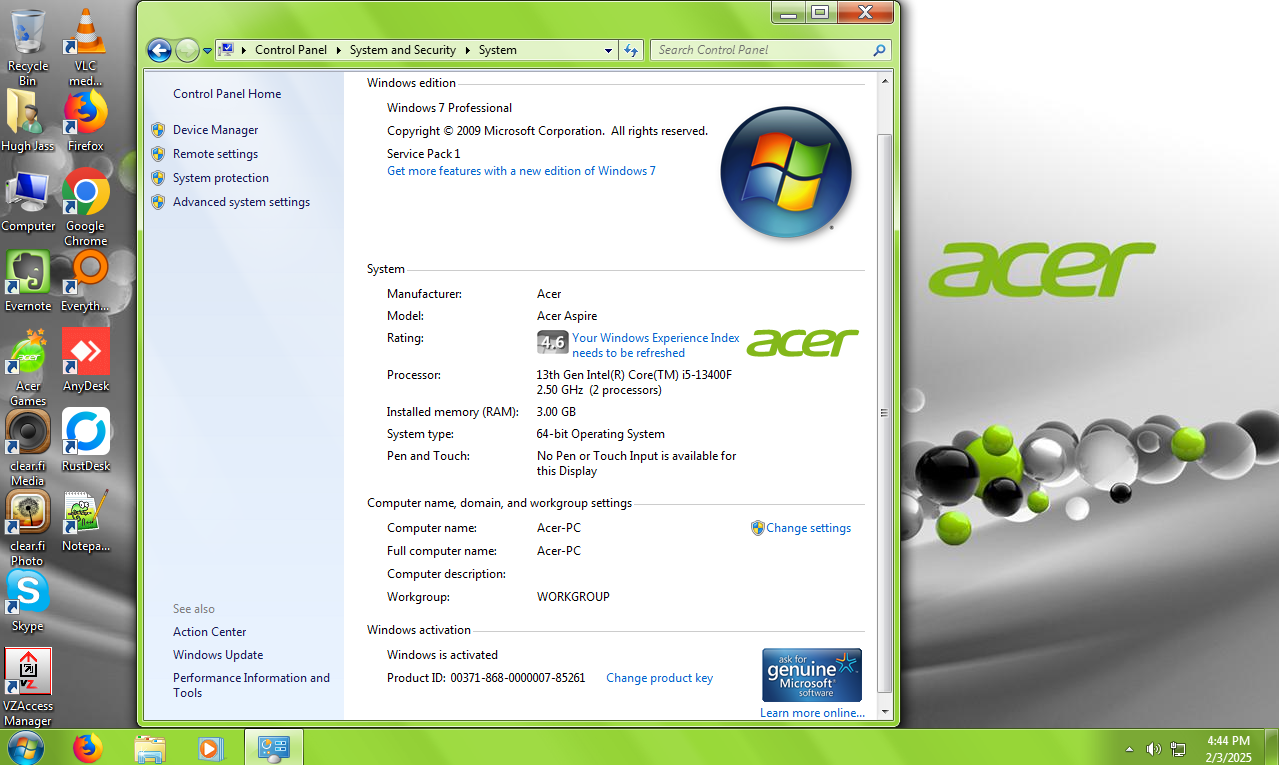 Recycle
Bin
VLC
med...
Hugh Jass
Firefox
Computer
Google
Chrome
Evernote
Everyth...
acer
Acer
Games
AnyDesk
clear.fi
Media
RustDesk
clear.fi
Photo
Notepa...
S
Skype
VZ
VZAccess
Manager
Control Panel
System and Security
System
Search Control Panel
Control Panel Home
Device Manager
Remote settings
System protection
Advanced system settings
See also
Action Center
Windows Update
Performance Information and
Tools
Windows edition
Windows 7 Professional
Copyright © 2009 Microsoft Corporation. All rights reserved.
Service Pack 1
Get more features with a new edition of Windows 7
System
Manufacturer: Acer
Model: Acer Aspire
Rating: 4.6 Your Windows Experience Index
needs to be refreshed
acer
Processor: 13th Gen Intel(R) Core(TM) i5-13400F
2.50 GHz (2 processors)
Installed memory (RAM): 3.00 GB
System type: 64-bit Operating System
Pen and Touch: No Pen or Touch Input is available for
this Display
Computer name, domain, and workgroup settings
Computer name: Acer-PC
Change settings
Full computer name: Acer-PC
Computer description:
Workgroup: WORKGROUP
Windows activation
Windows is activated
Product ID: 00371-868-0000007-85261 Change product key
ask for
genuine
Microsoft
software
Learn more online...
acer
4:44 PM
2/3/2025